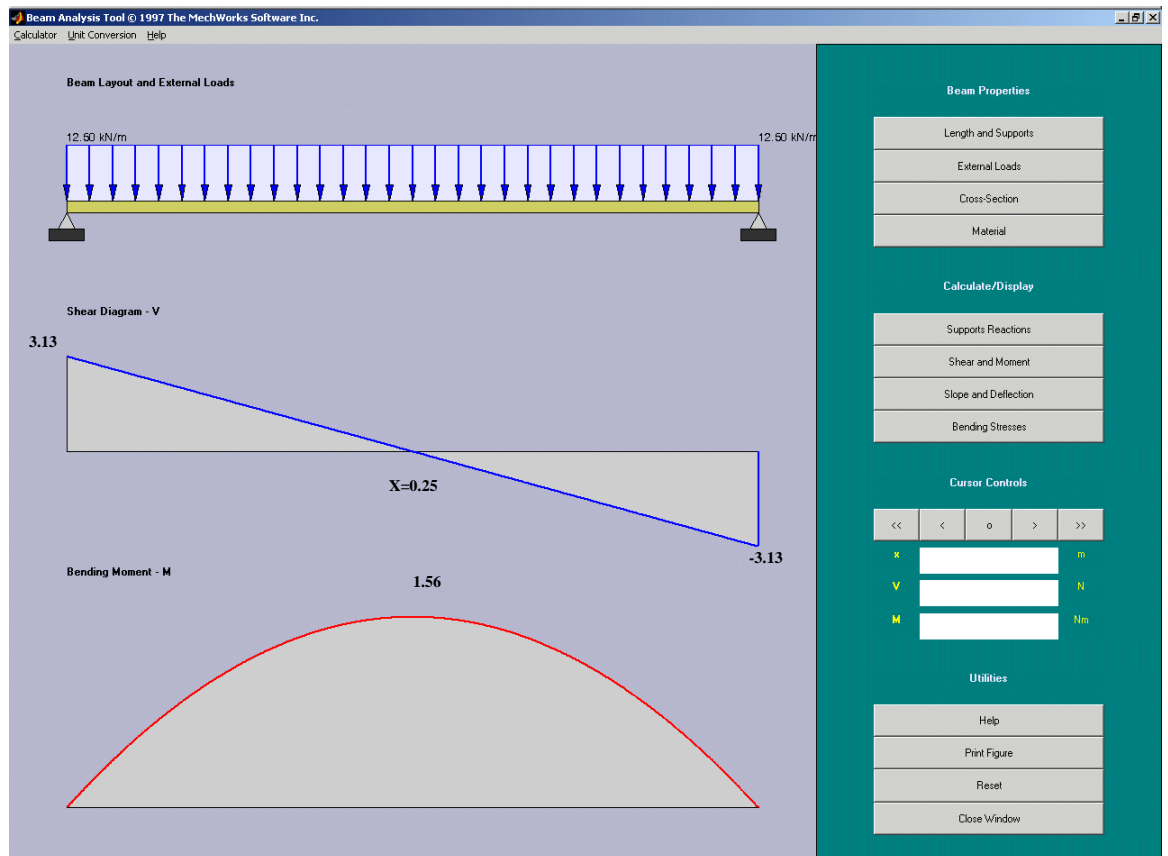 Beam Analysis Tool © 1997 The MechWorks Software Inc.
Calculator Unit Conversion Help
Beam Layout and External Loads
12.50 kN/m 12.50 kN/m
Shear Diagram - V
3.13
X=0.25
-3.13
Bending Moment - M
1.56
Beam Properties
Length and Supports
External Loads
Cross-Section
Material
Calculate/Display
Supports Reactions
Shear and Moment
Slope and Deflection
Bending Stresses
Cursor Controls
<< < o > >>
x m
V N
M Nm
Utilities
Help
Print Figure
Reset
Close Window